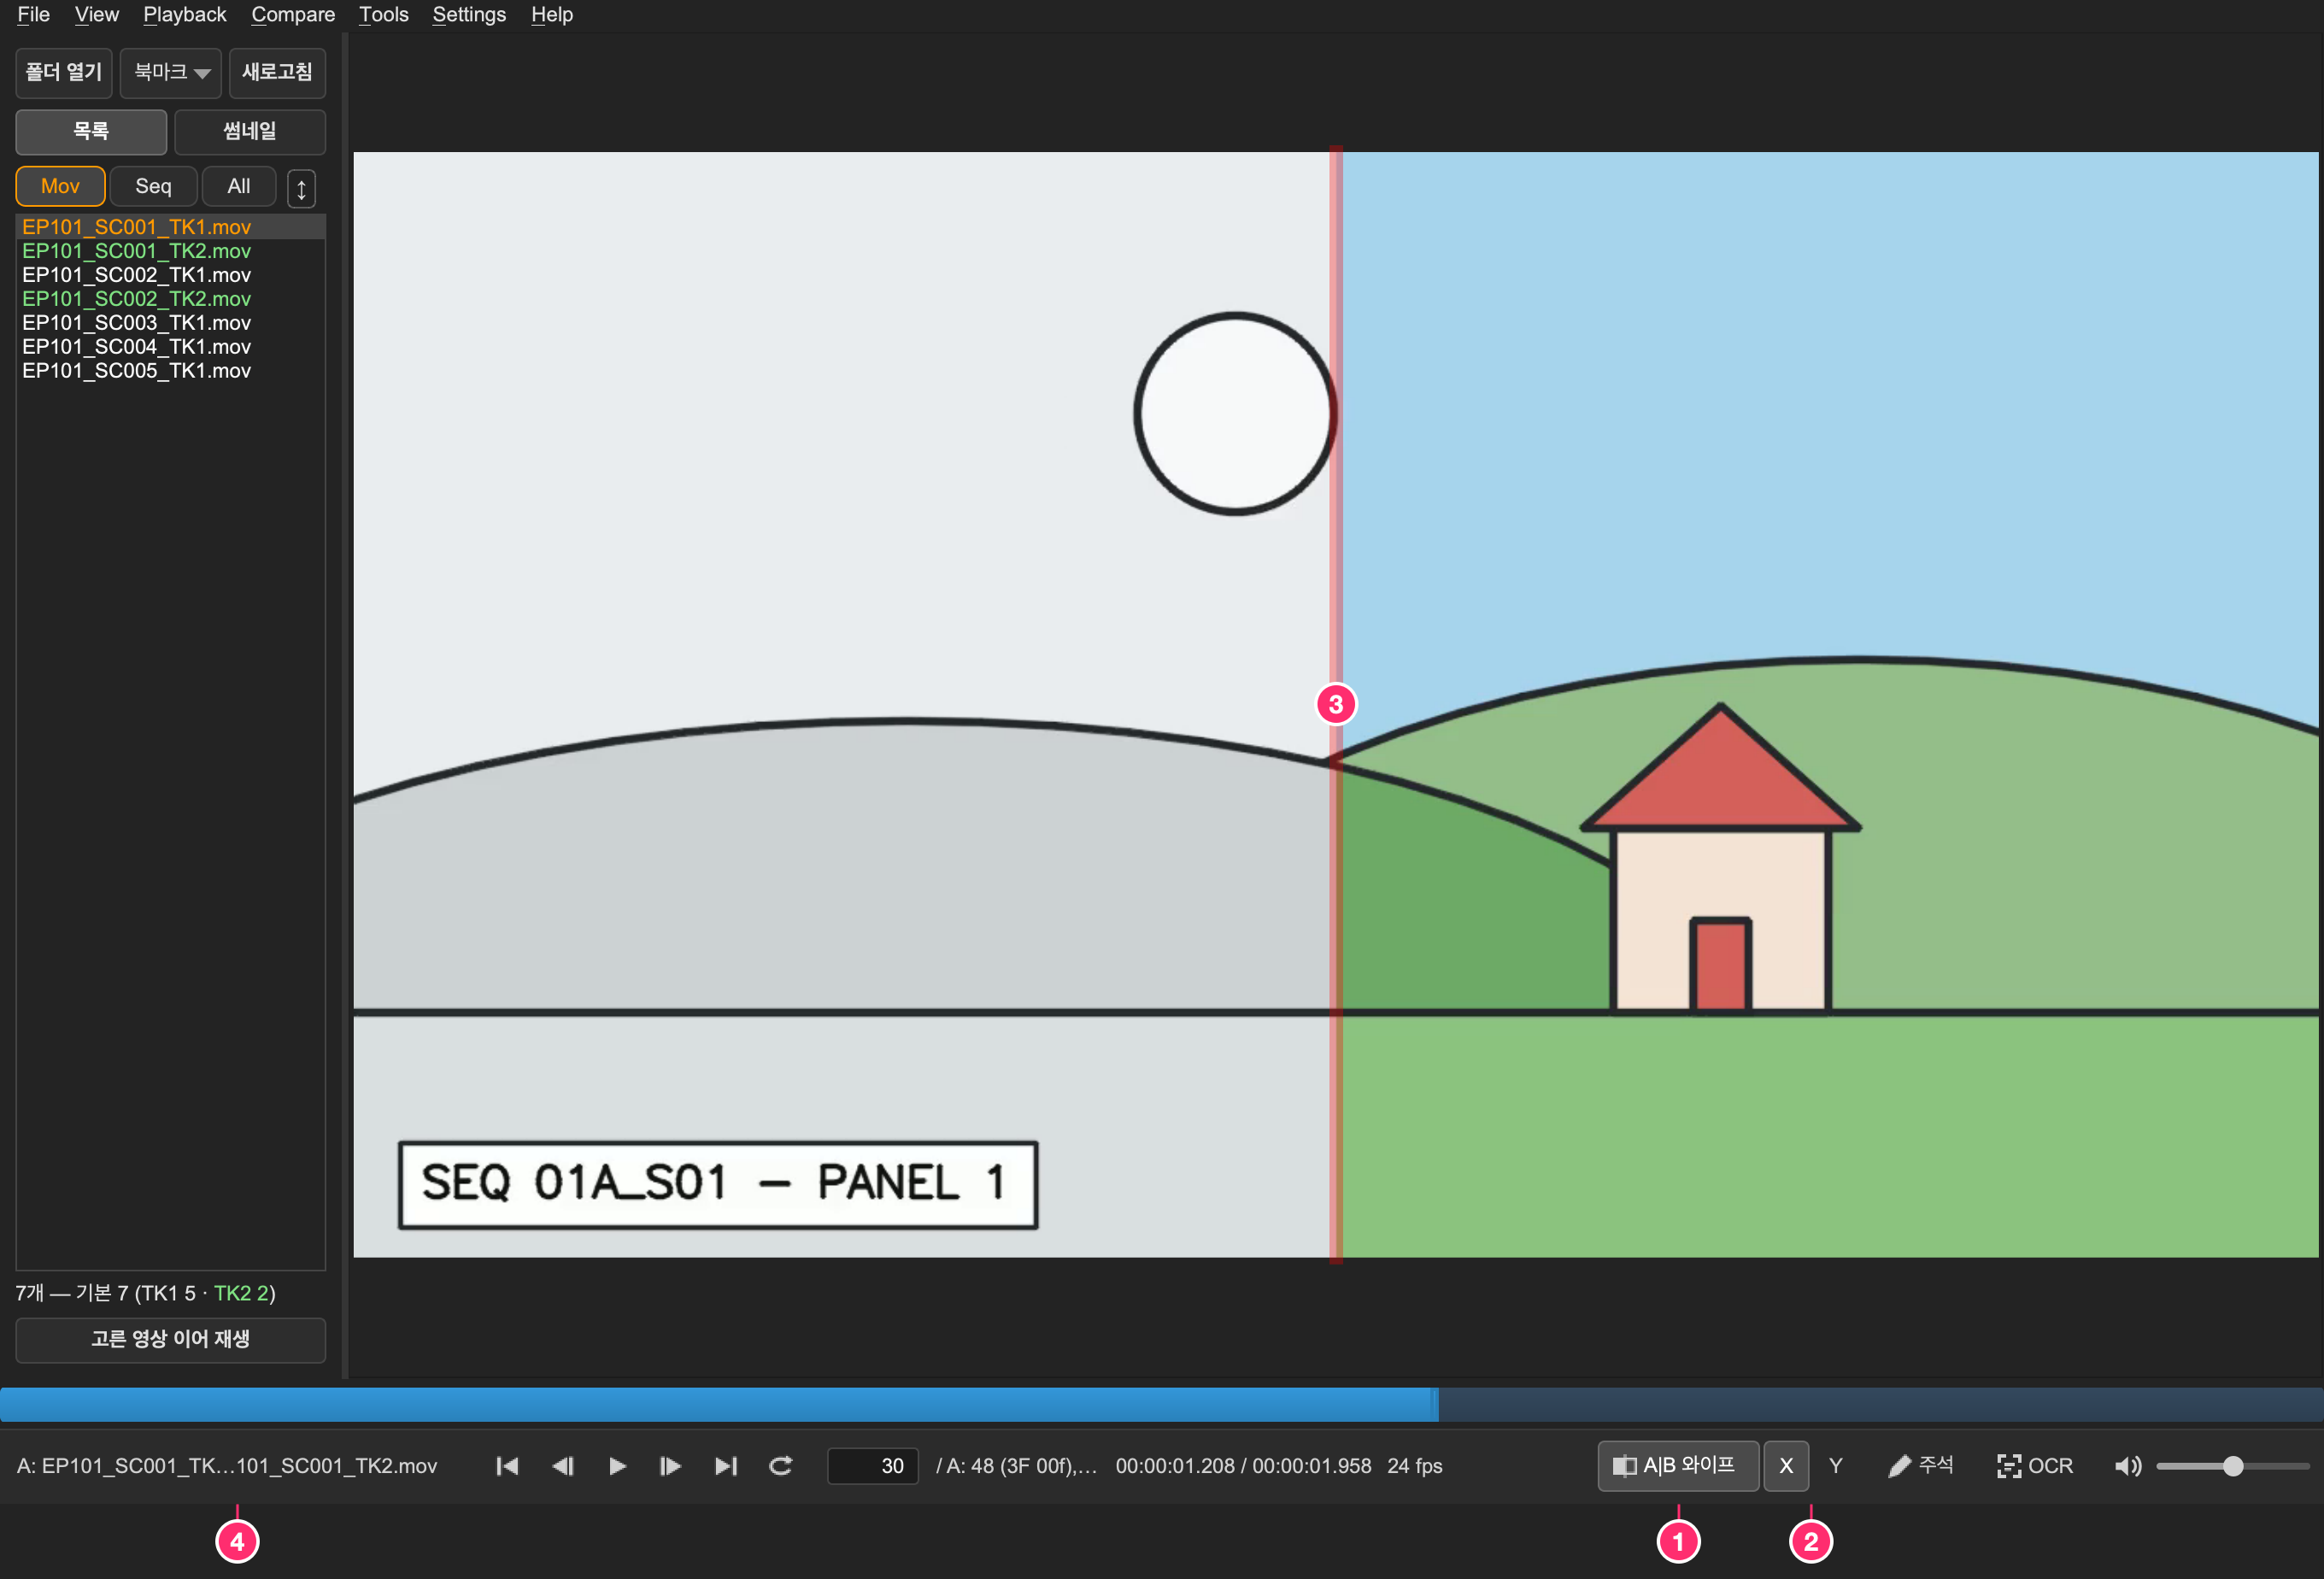 File View Playback Compare Tools Settings Help
폴더 열기 북마크 새로고침
목록 썸네일
Mov Seq All
EP101_SC001_TK1.mov
EP101_SC001_TK2.mov
EP101_SC002_TK1.mov
EP101_SC002_TK2.mov
EP101_SC003_TK1.mov
EP101_SC004_TK1.mov
EP101_SC005_TK1.mov
3
SEQ 01A_S01 – PANEL 1
7개 — 기본 7 (TK1 5 · TK2 2)
고른 영상 이어 재생
A: EP101_SC001_TK…101_SC001_TK2.mov 30 / A: 48 (3F 00f),… 00:00:01.208 / 00:00:01.958 24 fps A|B 와이프 X Y 주석 OCR
4 1 2